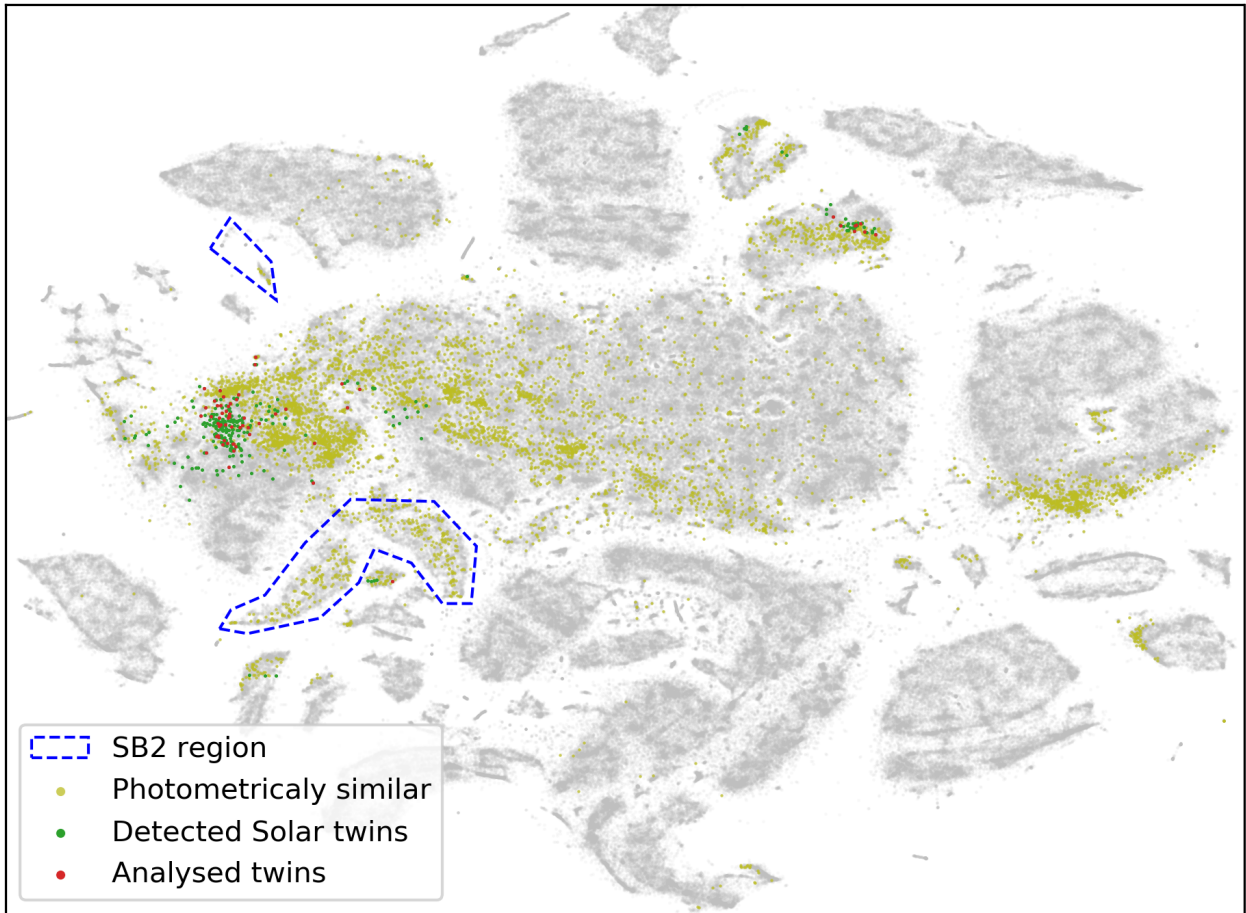 SB2 region
Photometricaly similar
Detected Solar twins
Analysed twins